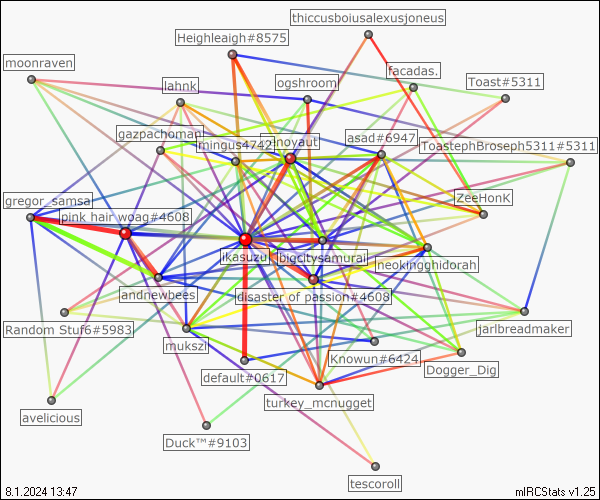 thiccusboiusalexusjoneus
Heighleaigh#8575
moonraven
facadas.
lahnk
ogshroom
Toast#5311
gazpachoman
mingus4742
asad#6947
ToastephBroseph5311#5311
gregor_samsa
pink hair woag#4608
ZeeHonK
ikasuzu
bigcitysamurai
neokingghidorah
andnewbees
disaster of passion#4608
Random Stuf6#5983
mukszi
Knowun#6424
jarlbreadmaker
default#0617
Dogger_Dig
turkey_mcnugget
avelicious
Duck™#9103
tescoroll
8.1.2024 13:47
mIRCStats v1.25